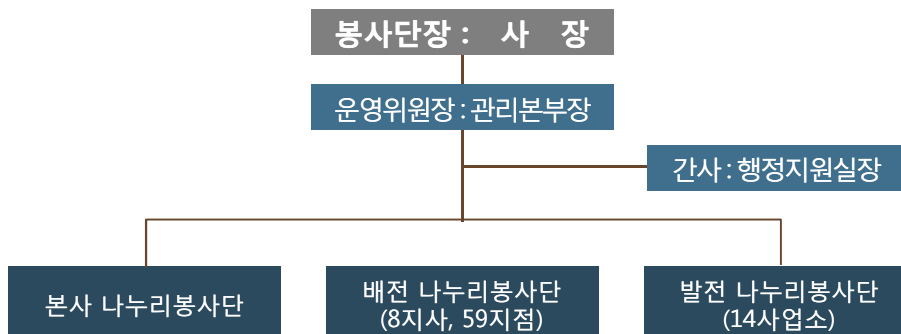 봉사단장 : 사 장
운영위원장 : 관리본부장
간사 : 행정지원실장
본사 나누리봉사단
배전 나누리봉사단
(8지사, 59지점)
발전 나누리봉사단
(14사업소)